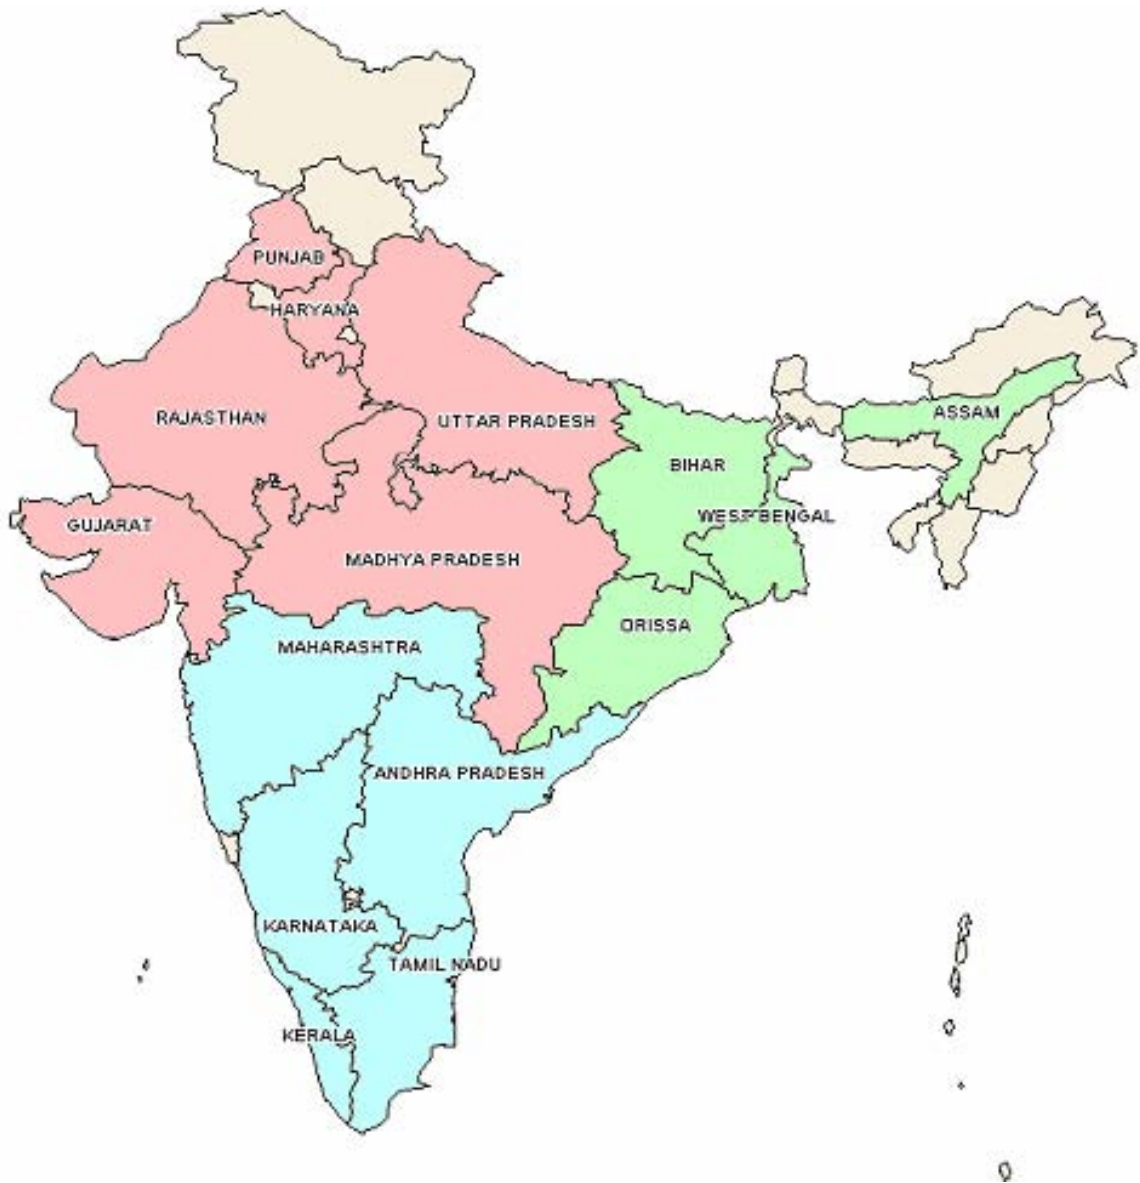 PUNJAB
HARYANA
RAJASTHAN
UTTAR PRADESH
ASSAM
BIHAR
GUJARAT
WEST BENGAL
MADHYA PRADESH
ORISSA
MAHARASHTRA
ANDHRA PRADESH
KARNATAKA
TAMIL NADU
KERALA